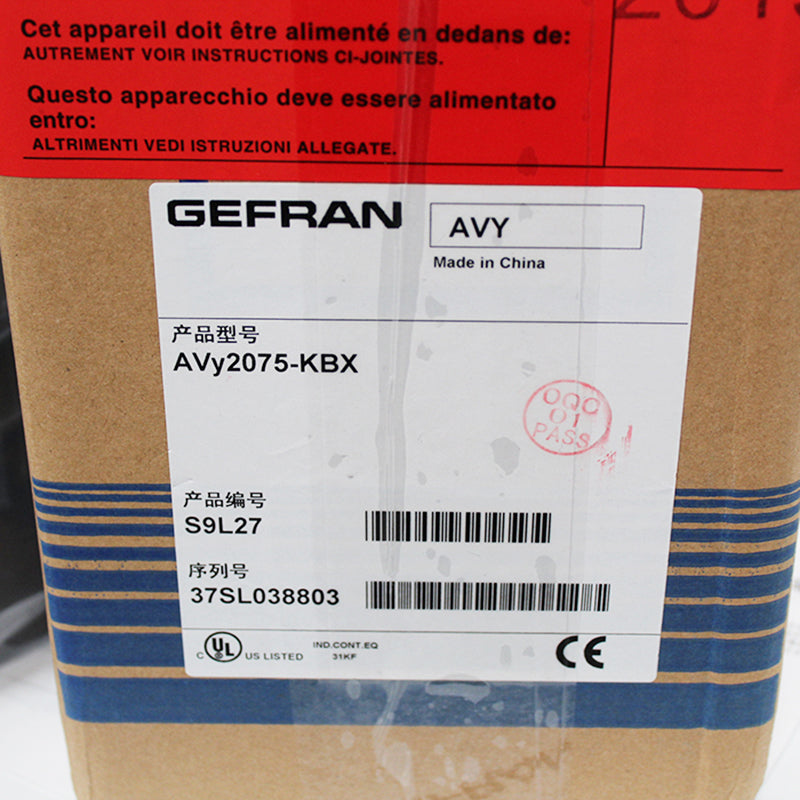 Cet appareil doit être alimenté en dedans de:
AUTREMENT VOIR INSTRUCTIONS CI-JOINTES.
Questo apparecchio deve essere alimentato
entro:
ALTRIMENTI VEDI ISTRUZIONI ALLEGATE.
GEFRAN
AVY
Made in China
产品型号
AVy2075-KBX
OQC
01
PASS
产品编号
S9L27
序列号
37SL038803
C UL US LISTED
IND.CONT.EQ
31KF
CE